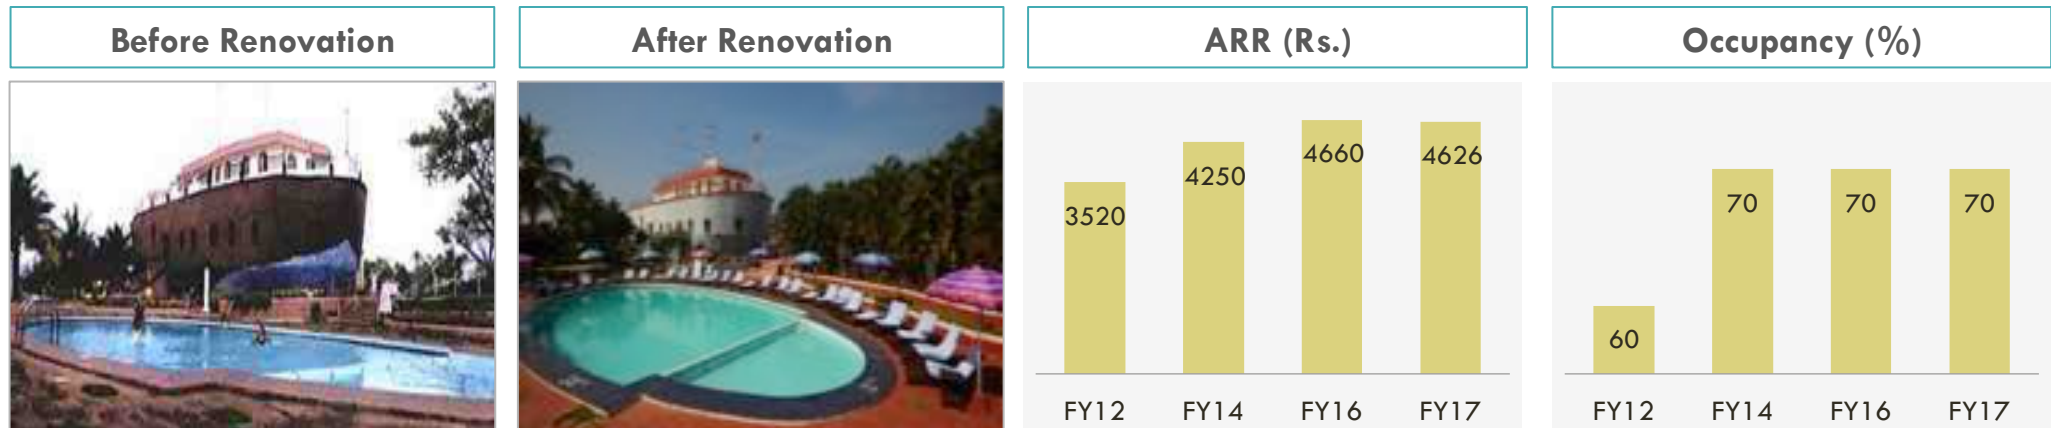 Before Renovation
After Renovation
ARR (Rs.)
3520
4250
4660
4626
FY12 FY14 FY16 FY17
Occupancy (%)
60
70
70
70
FY12 FY14 FY16 FY17